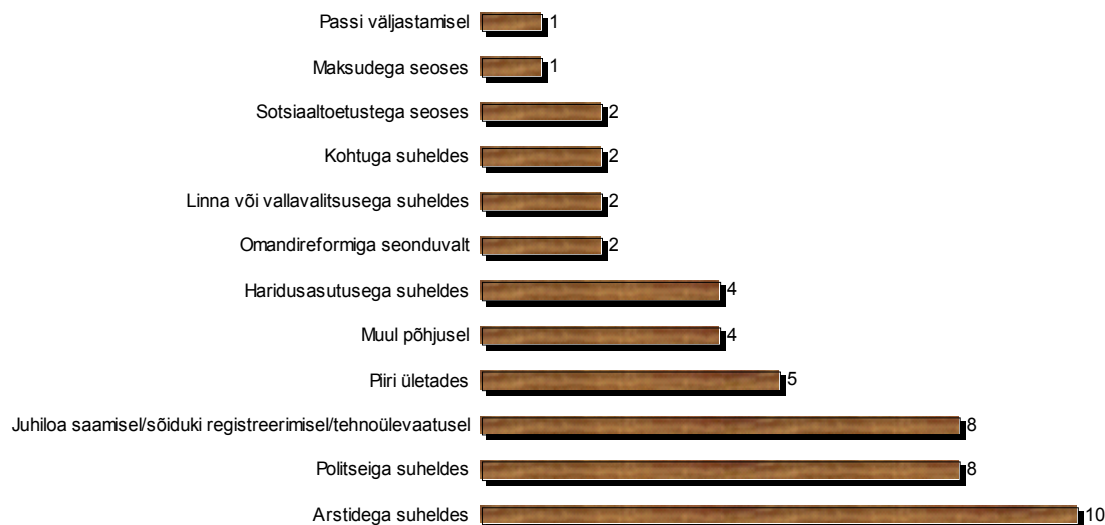 Passi väljastamisel 1
Maksudega seoses 1
Sotsiaaltoetustega seoses 2
Kohtuga suheldes 2
Linna või vallavalitsusega suheldes 2
Omandireformiga seonduvalt 2
Haridusasutusega suheldes 4
Muul põhjusel 4
Piiri ületades 5
Juhiloa saamisel/sõiduki registreerimisel/tehnoülevaatusel 8
Politseiga suheldes 8
Arstidega suheldes 10